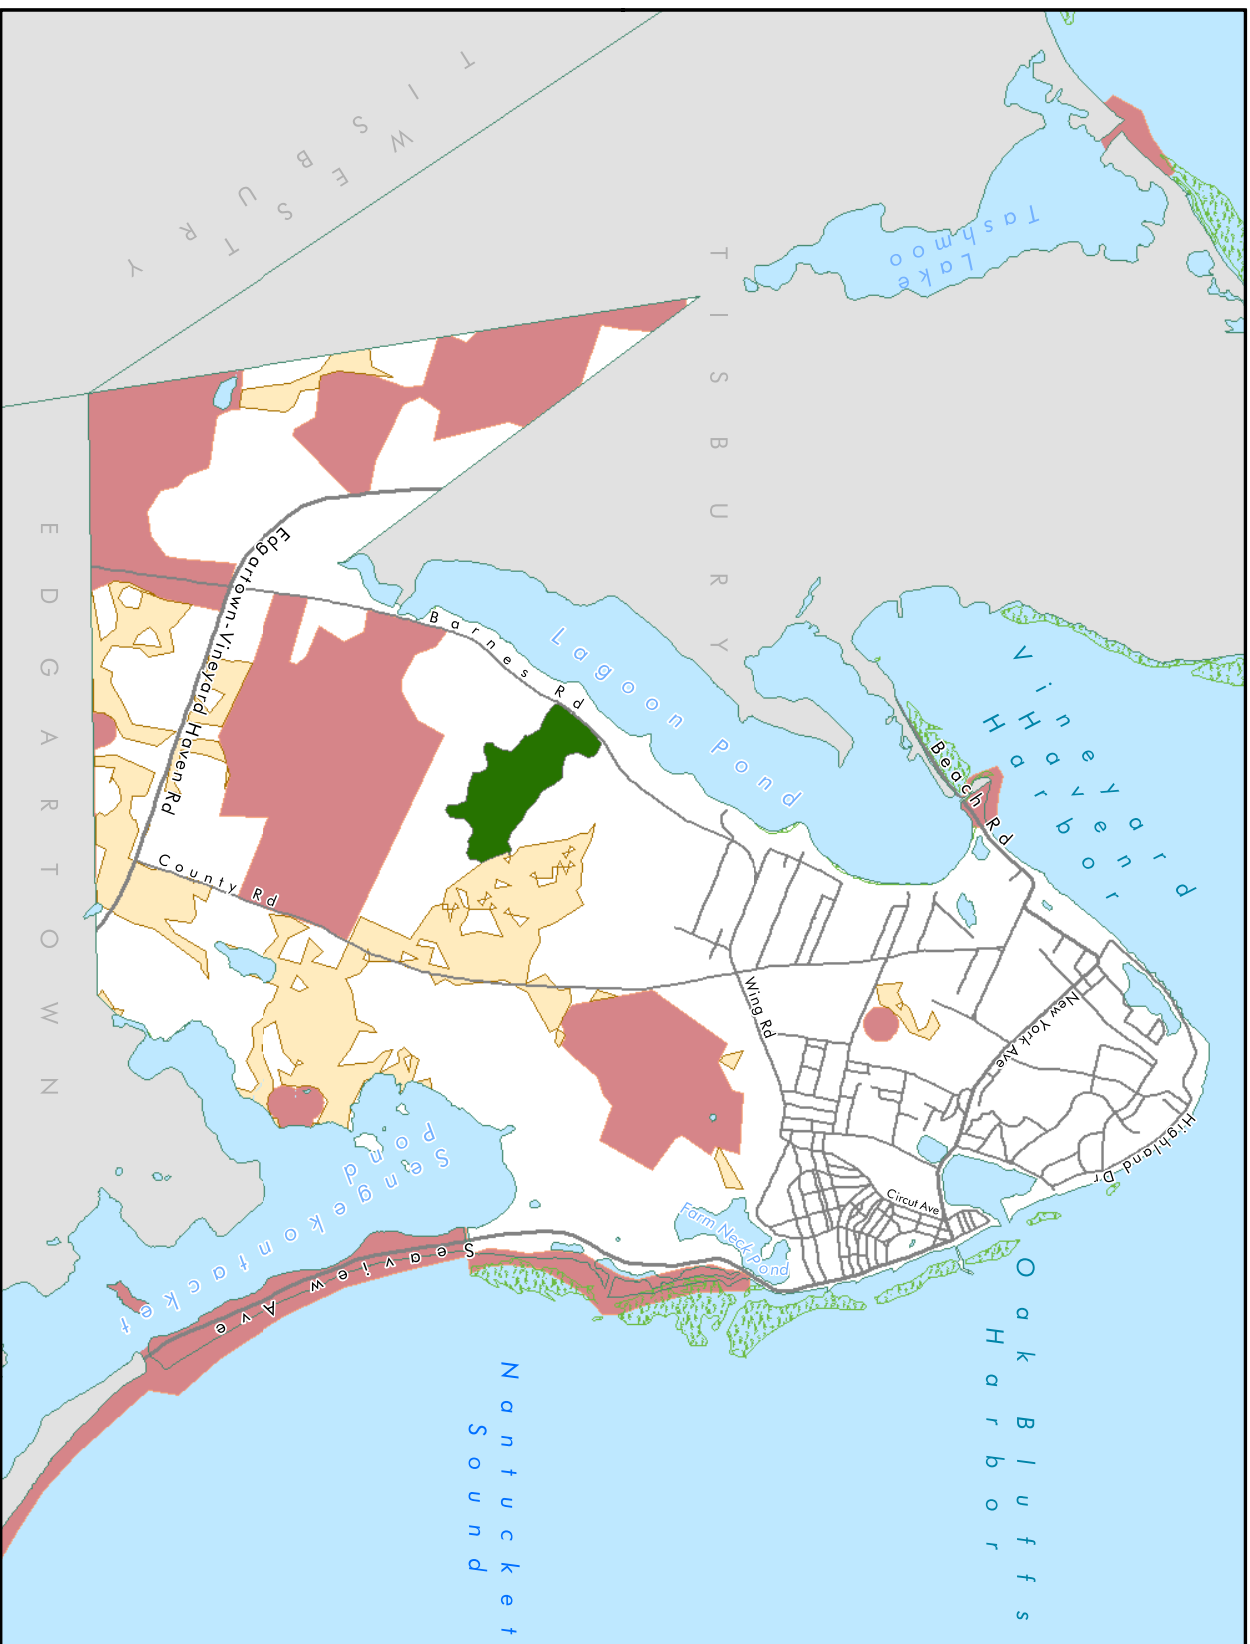 WEST
TISBURY
TISBURY
EDGARTOWN
Lake
Tashmoo
Lagoon Pond
Vineyard
Haven
Harbor
Beach Rd
Edgartown-Vineyard Haven Rd
Barnes Rd
County Rd
Wing Rd
New York Ave
Highland Dr
Circut Ave
Farm Neck Pond
Sengekontacket
Pond
Seaview Ave
Nantucket
Sound
Oak Bluffs
Harbor